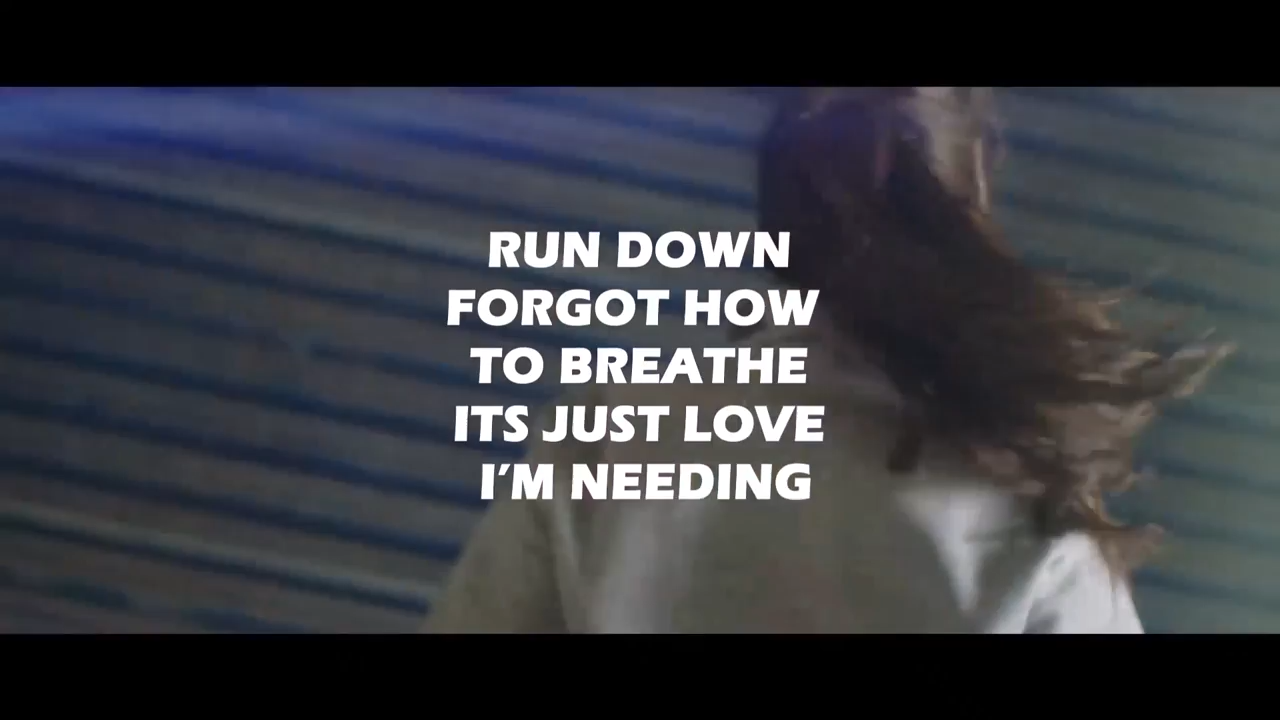 RUN DOWN
FORGOT HOW
TO BREATHE
ITS JUST LOVE
I'M NEEDING